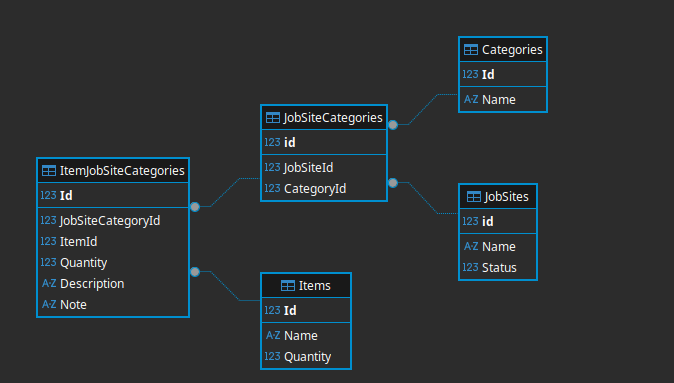 Categories
123 Id
A-Z Name
JobSiteCategories
123 id
123 JobSiteId
123 CategoryId
ItemJobSiteCategories
123 Id
123 JobSiteCategoryId
123 ItemId
123 Quantity
A-Z Description
A-Z Note
JobSites
123 id
A-Z Name
123 Status
Items
123 Id
A-Z Name
123 Quantity